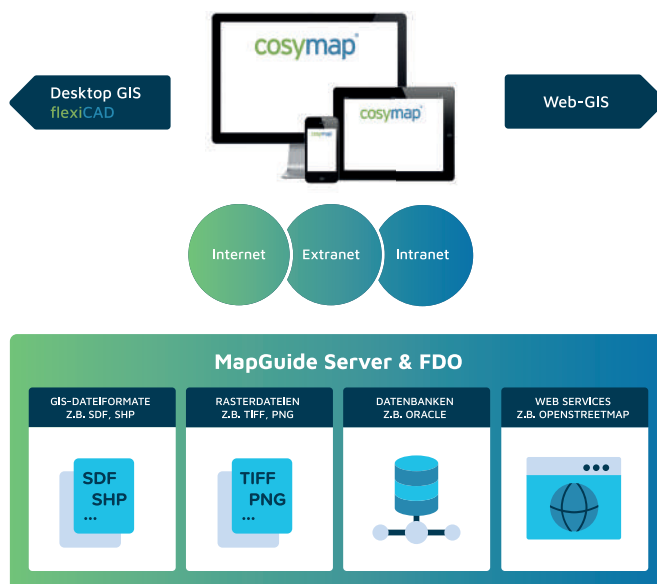 cosymap®
Desktop GIS
flexiCAD
cosymap®
cosymap®
Web-GIS
Internet
Extranet
Intranet
MapGuide Server & FDO
GIS-DATEIFORMATE
Z.B. SDF, SHP
RASTERDATEIEN
Z.B. TIFF, PNG
DATENBANKEN
Z.B. ORACLE
WEB SERVICES
Z.B. OPENSTREETMAP
SDF
SHP
...
TIFF
PNG
...